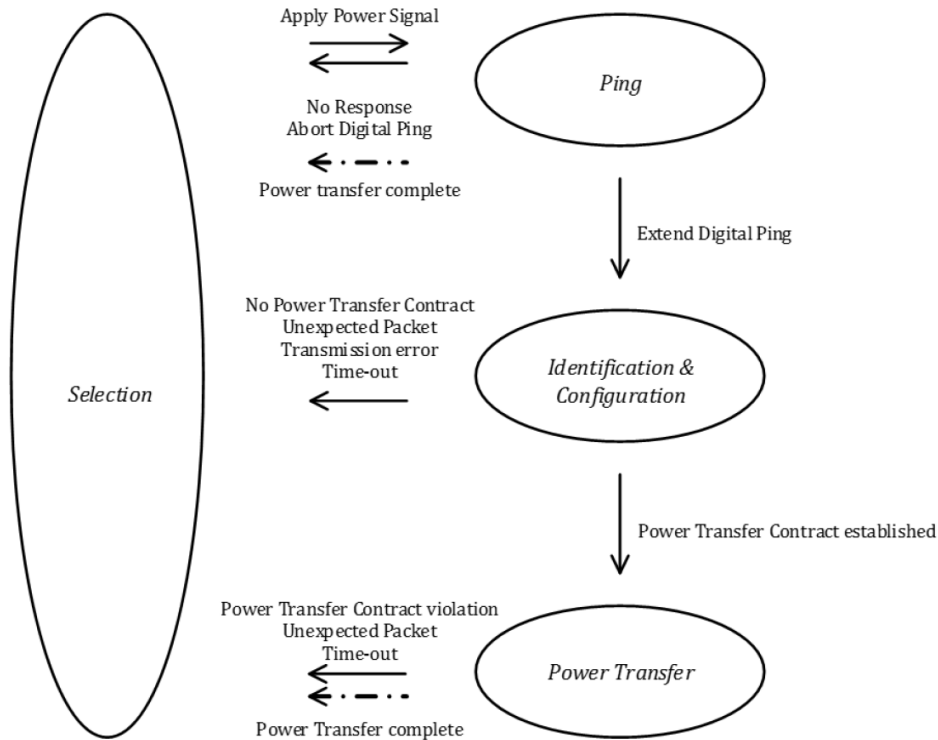 Apply Power Signal
Ping
No Response
Abort Digital Ping
Power transfer complete
Extend Digital Ping
No Power Transfer Contract
Unexpected Packet
Transmission error
Time-out
Identification &
Configuration
Selection
Power Transfer Contract established
Power Transfer Contract violation
Unexpected Packet
Time-out
Power Transfer
Power Transfer complete